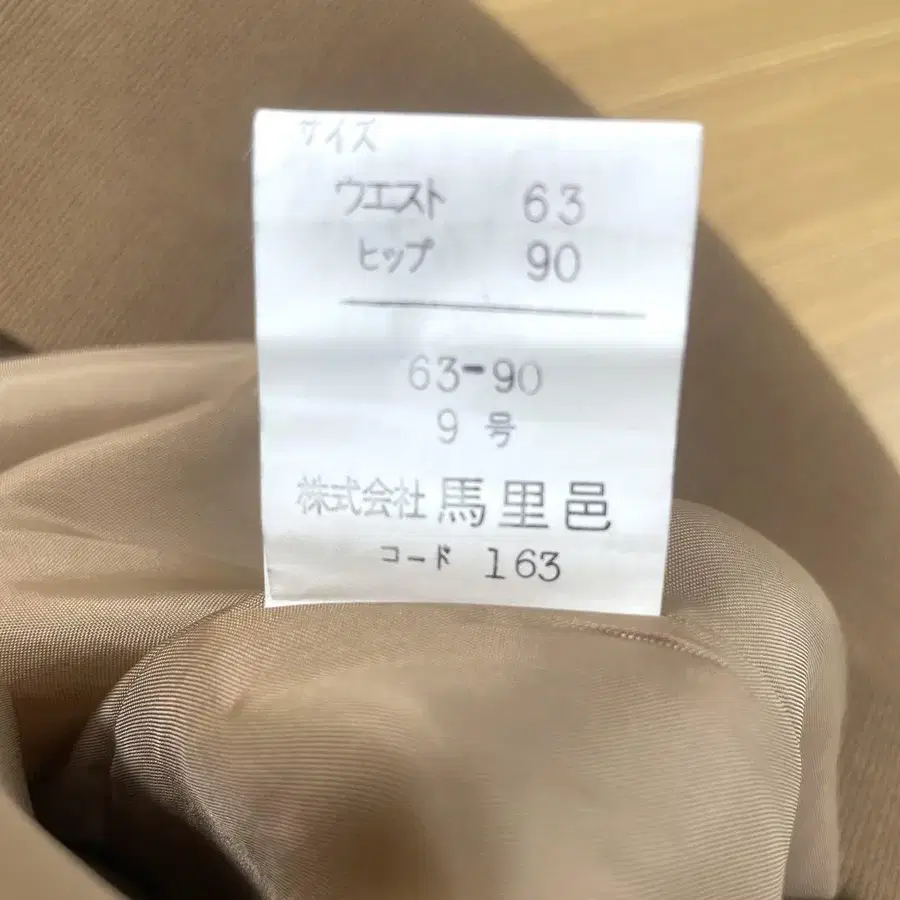 サイズ
ウエスト 63
ヒップ 90
63-90
9 号
株式会社 馬里邑
コード 163